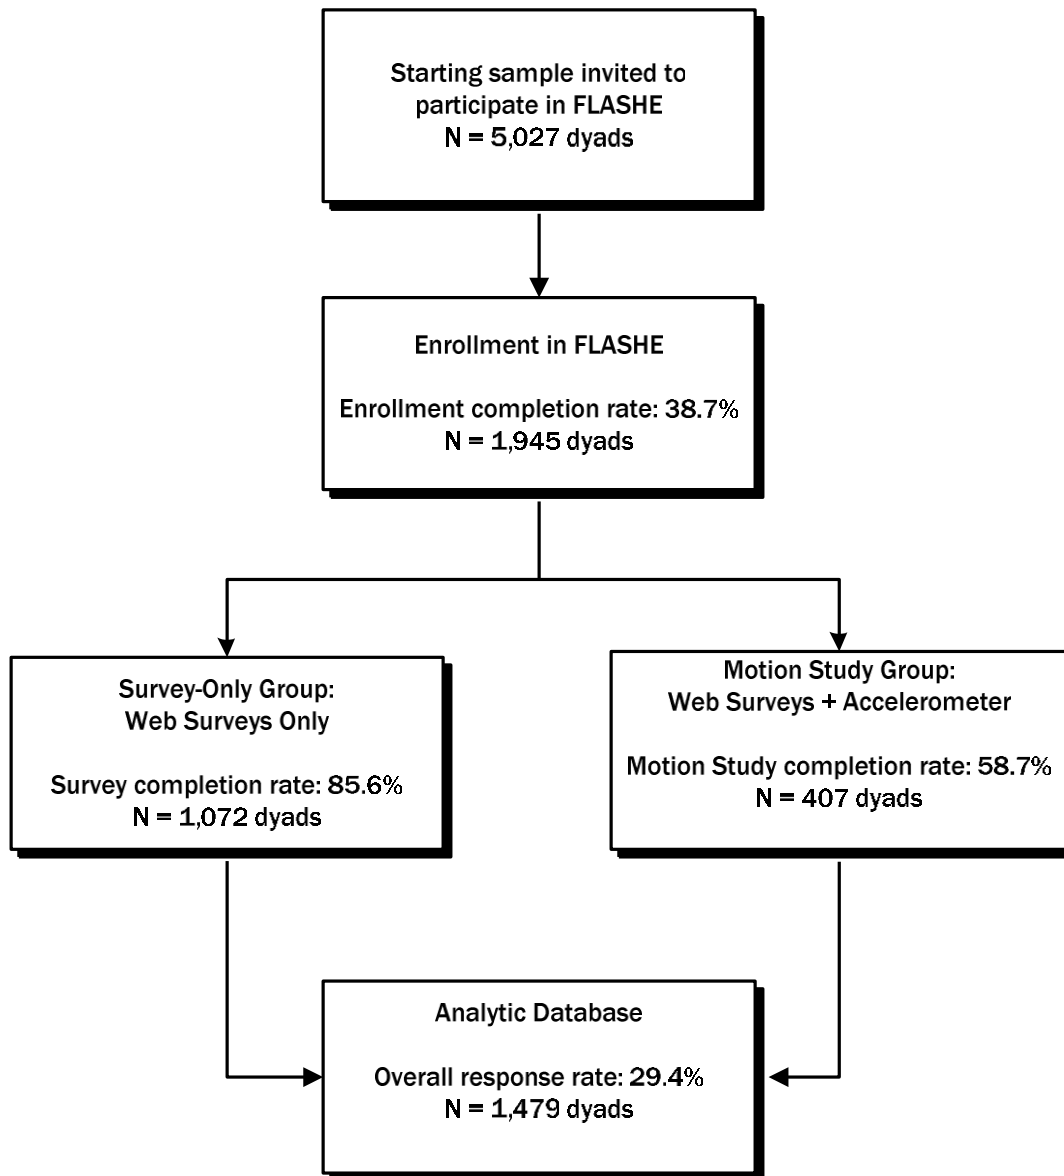 Starting sample invited to
participate in FLASHE
N = 5,027 dyads
Enrollment in FLASHE
Enrollment completion rate: 38.7%
N = 1,945 dyads
Survey-Only Group:
Web Surveys Only
Survey completion rate: 85.6%
N = 1,072 dyads
Motion Study Group:
Web Surveys + Accelerometer
Motion Study completion rate: 58.7%
N = 407 dyads
Analytic Database
Overall response rate: 29.4%
N = 1,479 dyads